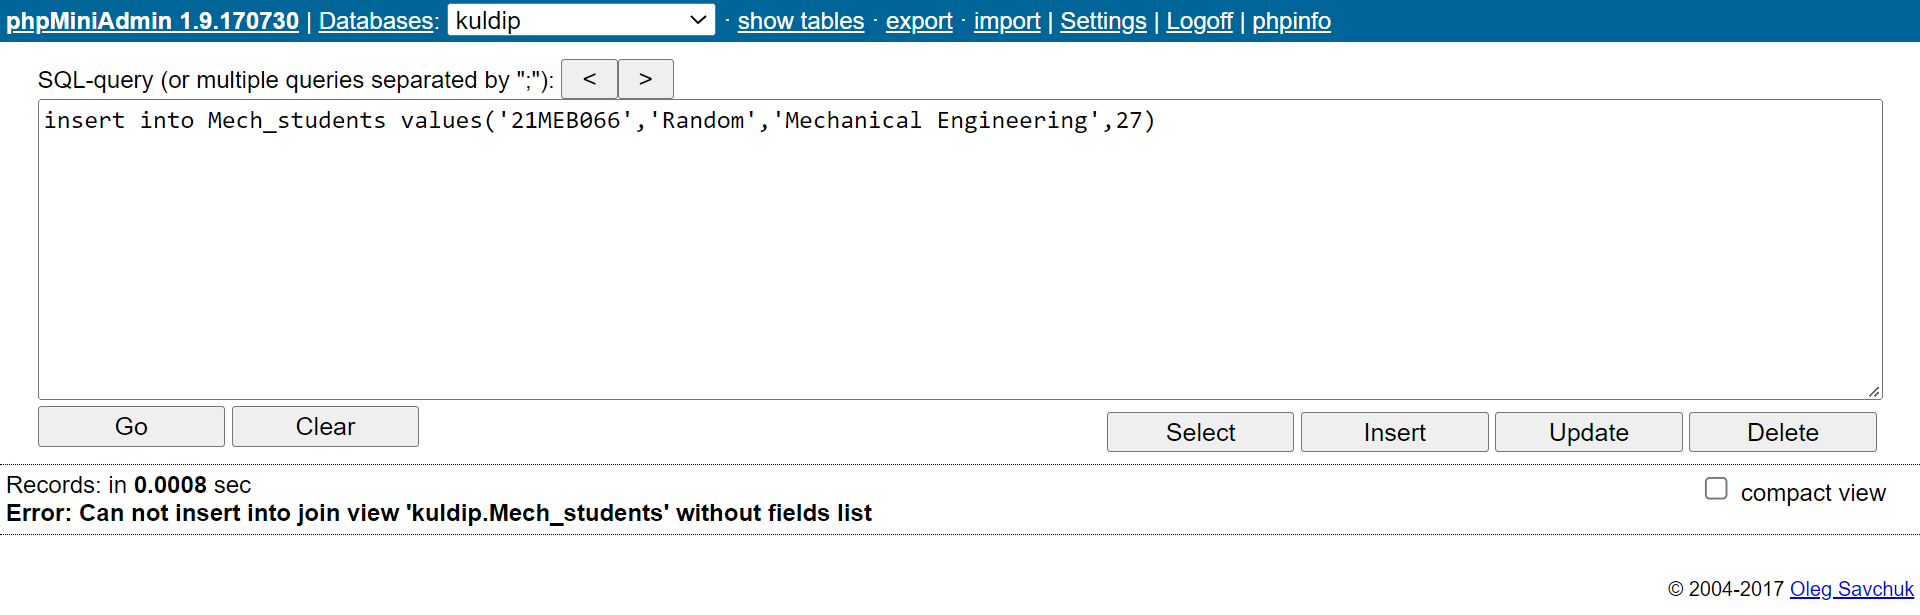 phpMiniAdmin 1.9.170730 | Databases: kuldip · show tables · export · import | Settings | Logoff | phpinfo
SQL-query (or multiple queries separated by ";"): < >
insert into Mech_students values('21MEB066','Random','Mechanical Engineering',27)
Go Clear Select Insert Update Delete
Records: in 0.0008 sec compact view
Error: Can not insert into join view 'kuldip.Mech_students' without fields list
© 2004-2017 Oleg Savchuk